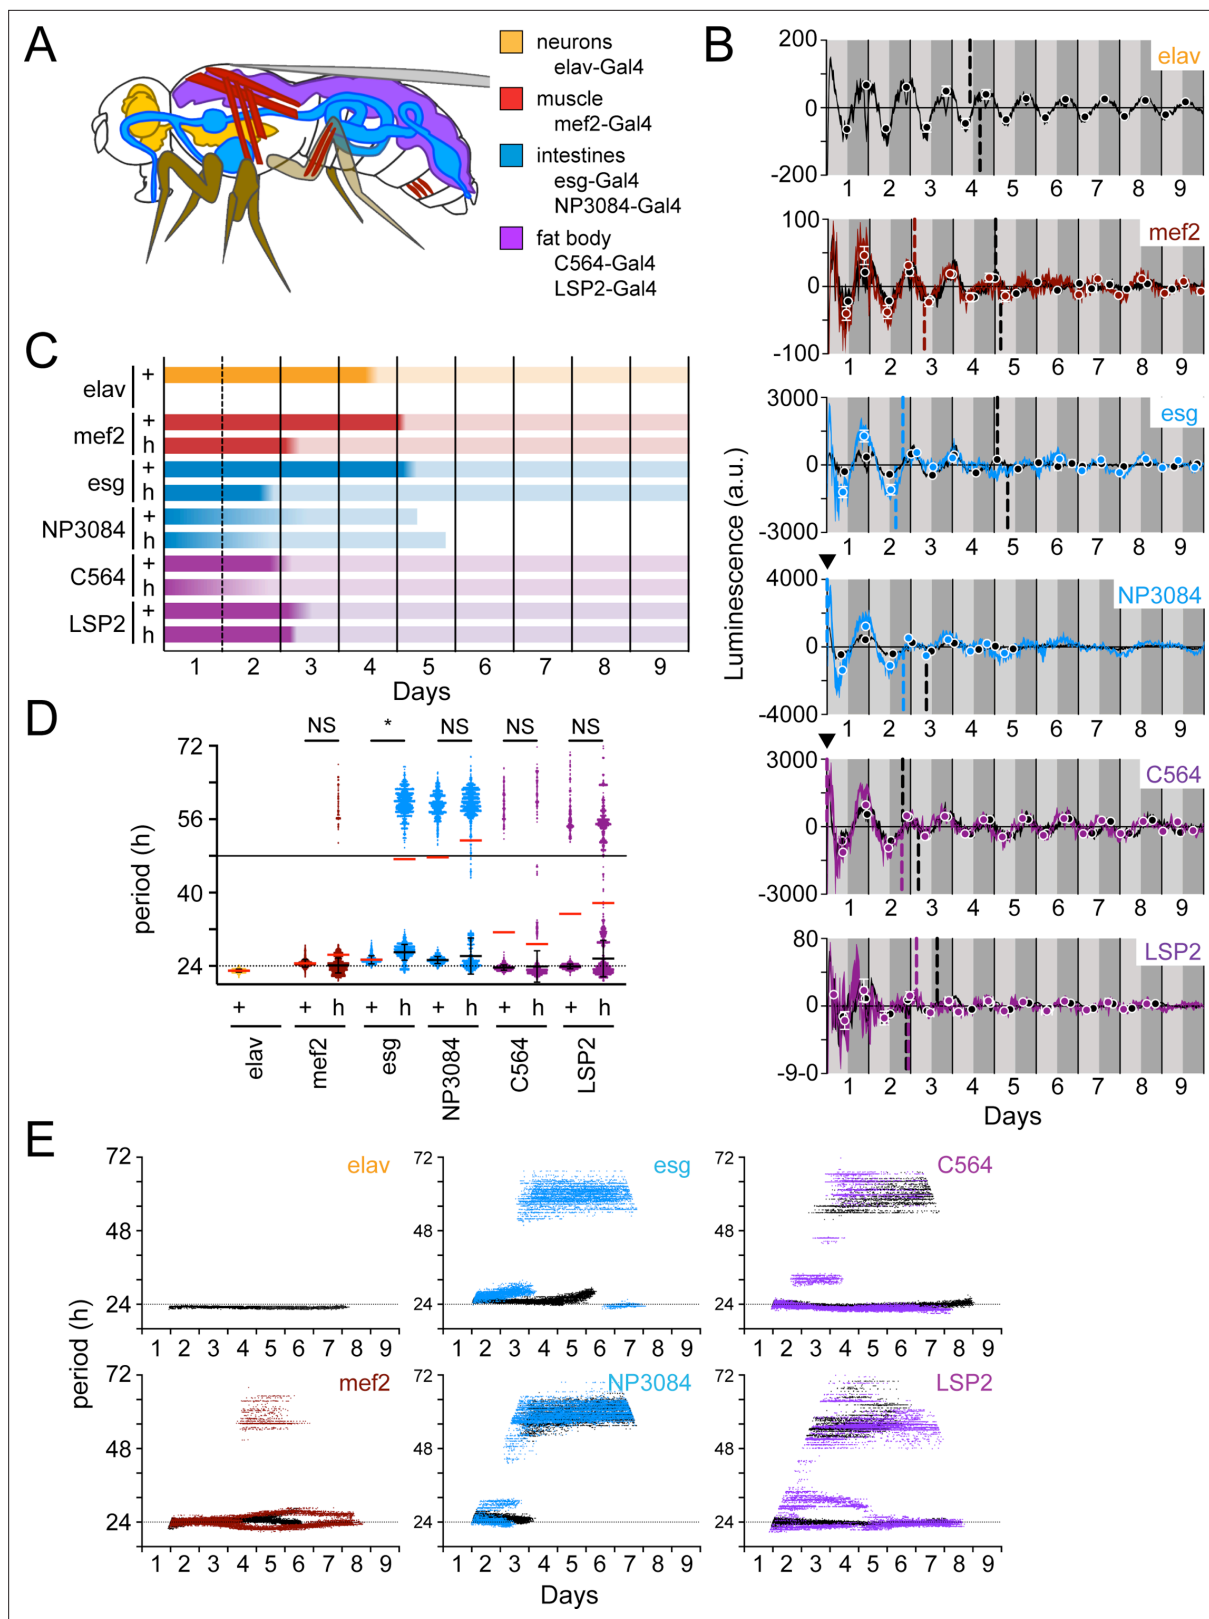 A
neurons
elav-Gal4
muscle
mef2-Gal4
intestines
esg-Gal4
NP3084-Gal4
fat body
C564-Gal4
LSP2-Gal4
B
Luminescence (a.u.)
200
0
-200
elav
1 2 3 4 5 6 7 8 9
100
0
-100
mef2
1 2 3 4 5 6 7 8 9
3000
0
-3000
esg
1 2 3 4 5 6 7 8 9
4000
0
-4000
NP3084
1 2 3 4 5 6 7 8 9
3000
0
-3000
C564
1 2 3 4 5 6 7 8 9
80
0
-9-0
LSP2
1 2 3 4 5 6 7 8 9
Days
C
elav +
mef2 +
h
esg +
h
NP3084 +
h
C564 +
h
LSP2 +
h
1 2 3 4 5 6 7 8 9
Days
D
NS * NS NS NS
period (h)
72
56
40
24
+ + h + h + h + h + h
elav mef2 esg NP3084 C564 LSP2
E
period (h)
72
48
24
elav
1 2 3 4 5 6 7 8 9
72
48
24
esg
1 2 3 4 5 6 7 8 9
72
48
24
C564
1 2 3 4 5 6 7 8 9
72
48
24
mef2
1 2 3 4 5 6 7 8 9
72
48
24
NP3084
1 2 3 4 5 6 7 8 9
72
48
24
LSP2
1 2 3 4 5 6 7 8 9
Days